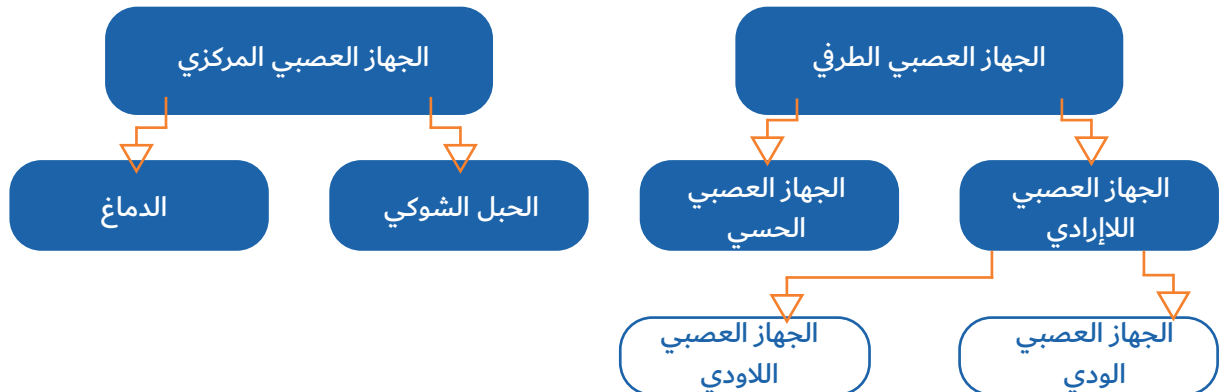 الجهاز العصبي الطرفي
الجهاز العصبي المركزي
الجهاز العصبي
اللاإرادي
الجهاز العصبي
الحسي
الحبل الشوكي
الدماغ
الجهاز العصبي
الودي
الجهاز العصبي
اللاودي